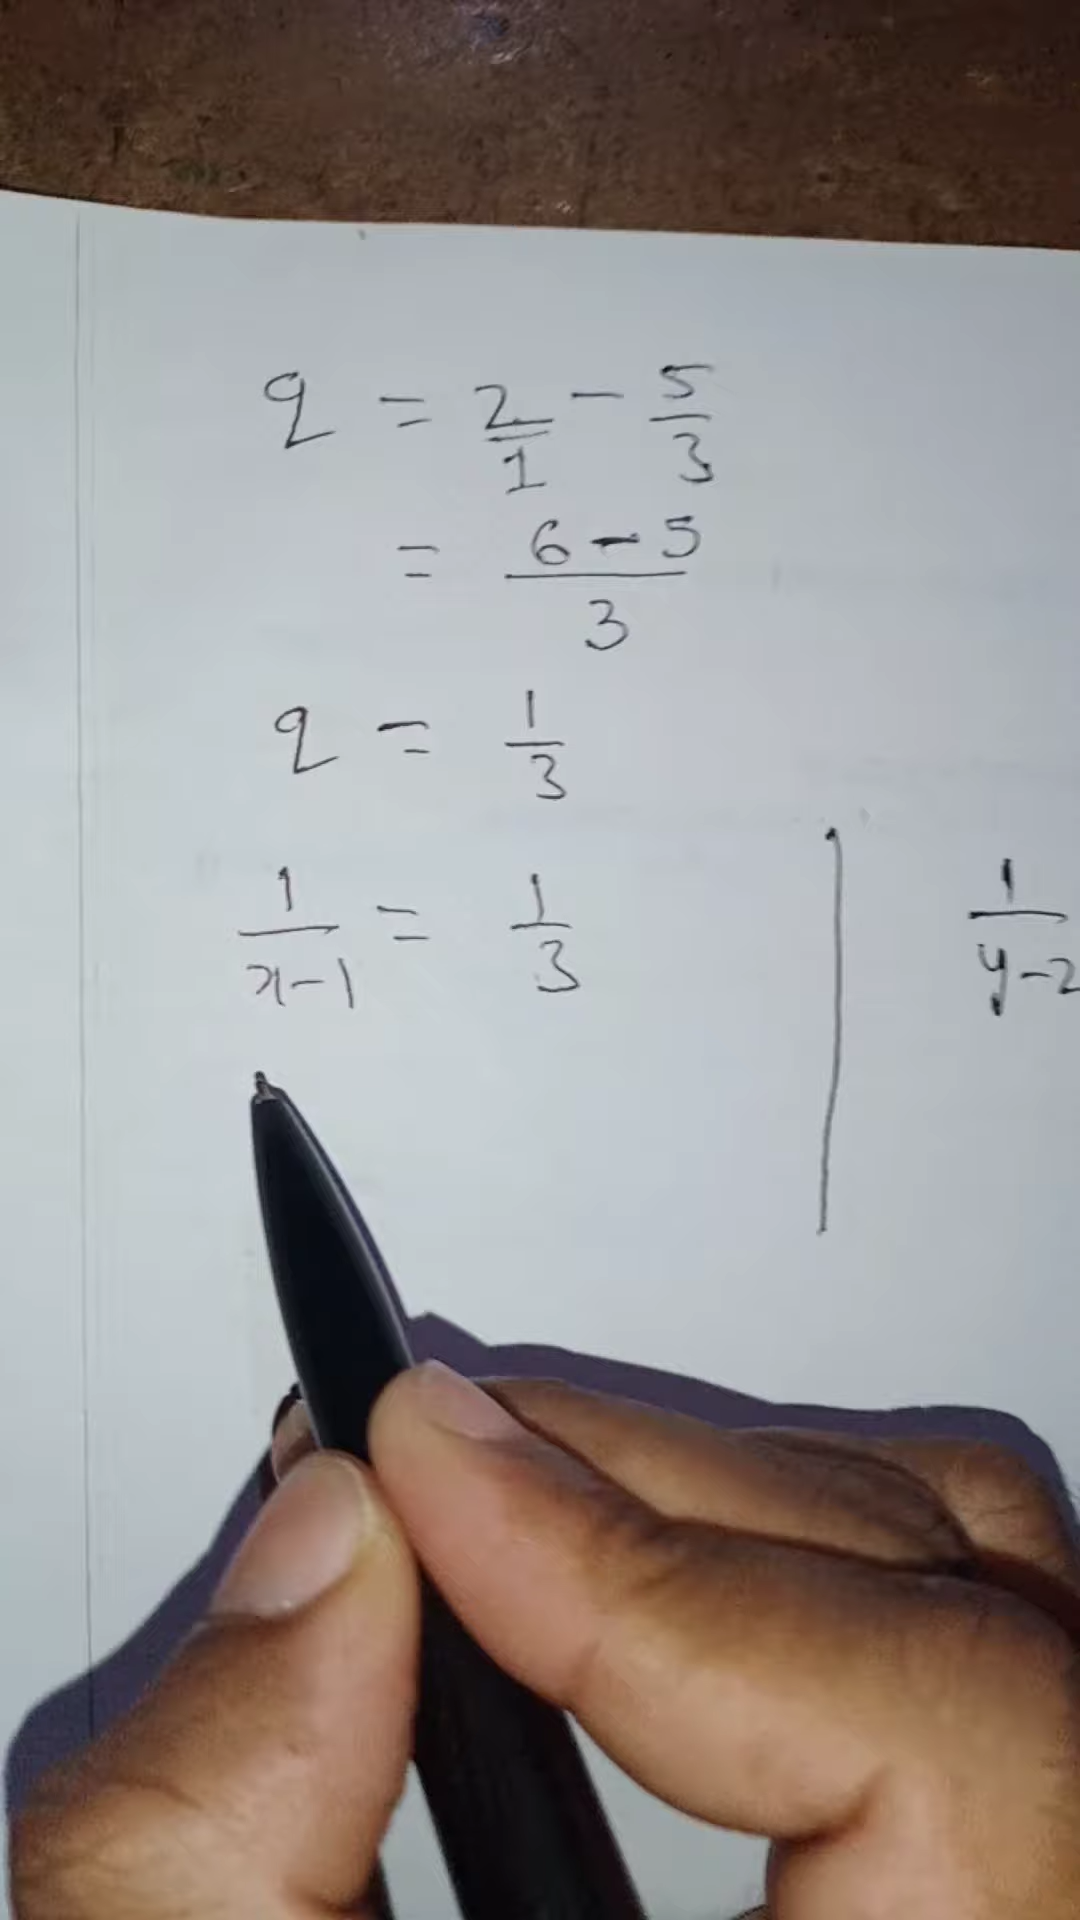 q = 2/1 - 5/3
= 6 - 5 / 3
q = 1/3
1/x-1 = 1/3
1/y-2